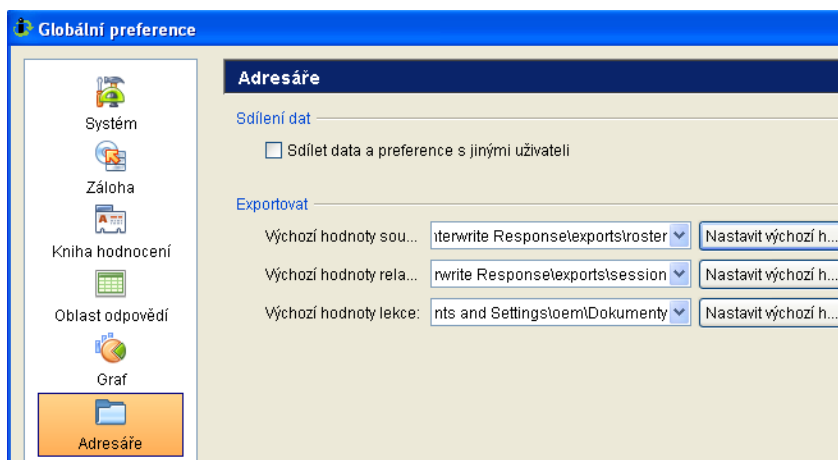 Globální preference
Systém
Záloha
Kniha hodnocení
Oblast odpovědí
Graf
Adresáře
Adresáře
Sdílení dat
Sdílet data a preference s jinými uživateli
Exportovat
Výchozí hodnoty sou... nterwrite Response\exports\roster Nastavit výchozí h...
Výchozí hodnoty rela... rwrite Response\exports\session Nastavit výchozí h...
Výchozí hodnoty lekce: nts and Settings\oem\Dokumenty Nastavit výchozí h...